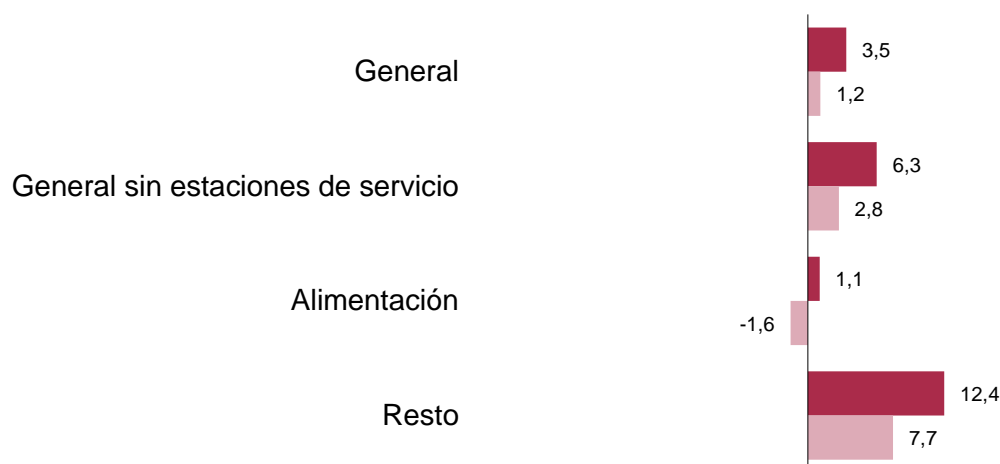 General
3,5
1,2
General sin estaciones de servicio
6,3
2,8
Alimentación
1,1
-1,6
Resto
12,4
7,7